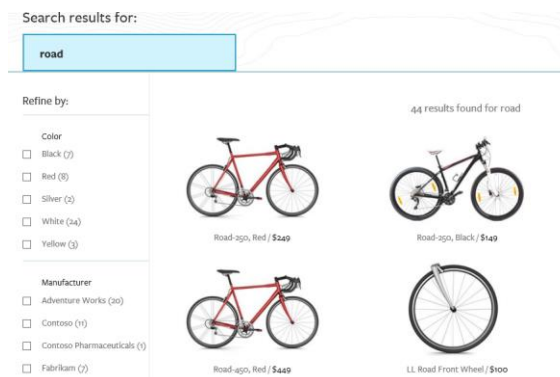 Search results for:
road
Refine by:
44 results found for road
Color
Black (7)
Red (8)
Silver (2)
White (24)
Yellow (3)
Manufacturer
Adventure Works (20)
Contoso (11)
Contoso Pharmaceuticals (1)
Fabrikam (7)
Road-250, Red / $249
Road-250, Black / $149
Road-450, Red / $449
LL Road Front Wheel / $100